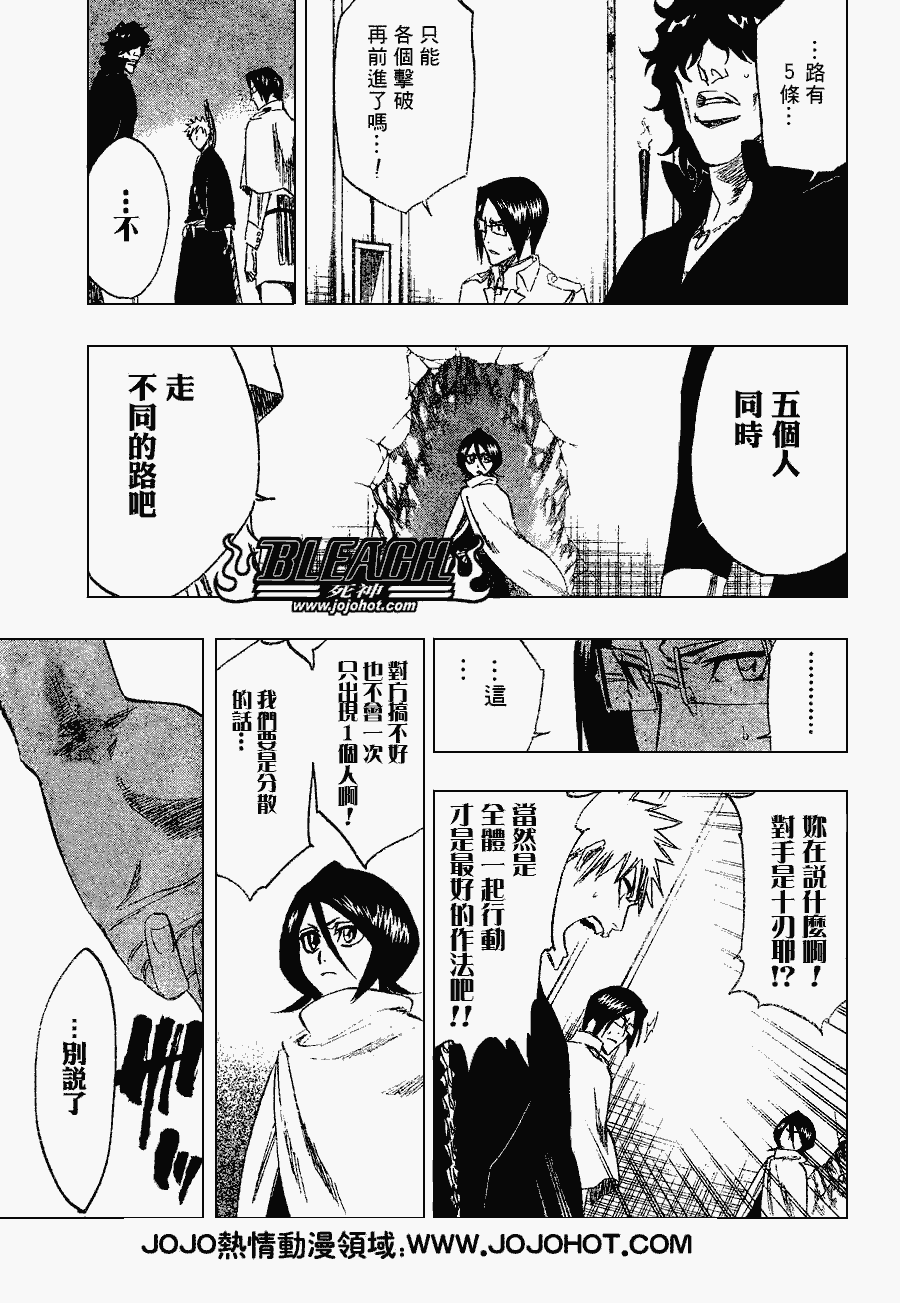 …路有
5條…
只能
各個擊破
再前進了嗎…!
…不
五個人
同時
走
不同的路吧
BLEACH
死神
www.jojohot.com
………
…這
…
妳在説什麼啊!
對手是十刃耶!?
當然是
全體一起行動
才是最好的作法吧!!
對方搞不好
也不會一次
只出現1個人啊!
我們要是分散
的話…
…別説了
JOJO熱情動漫領域:WWW.JOJOHOT.COM